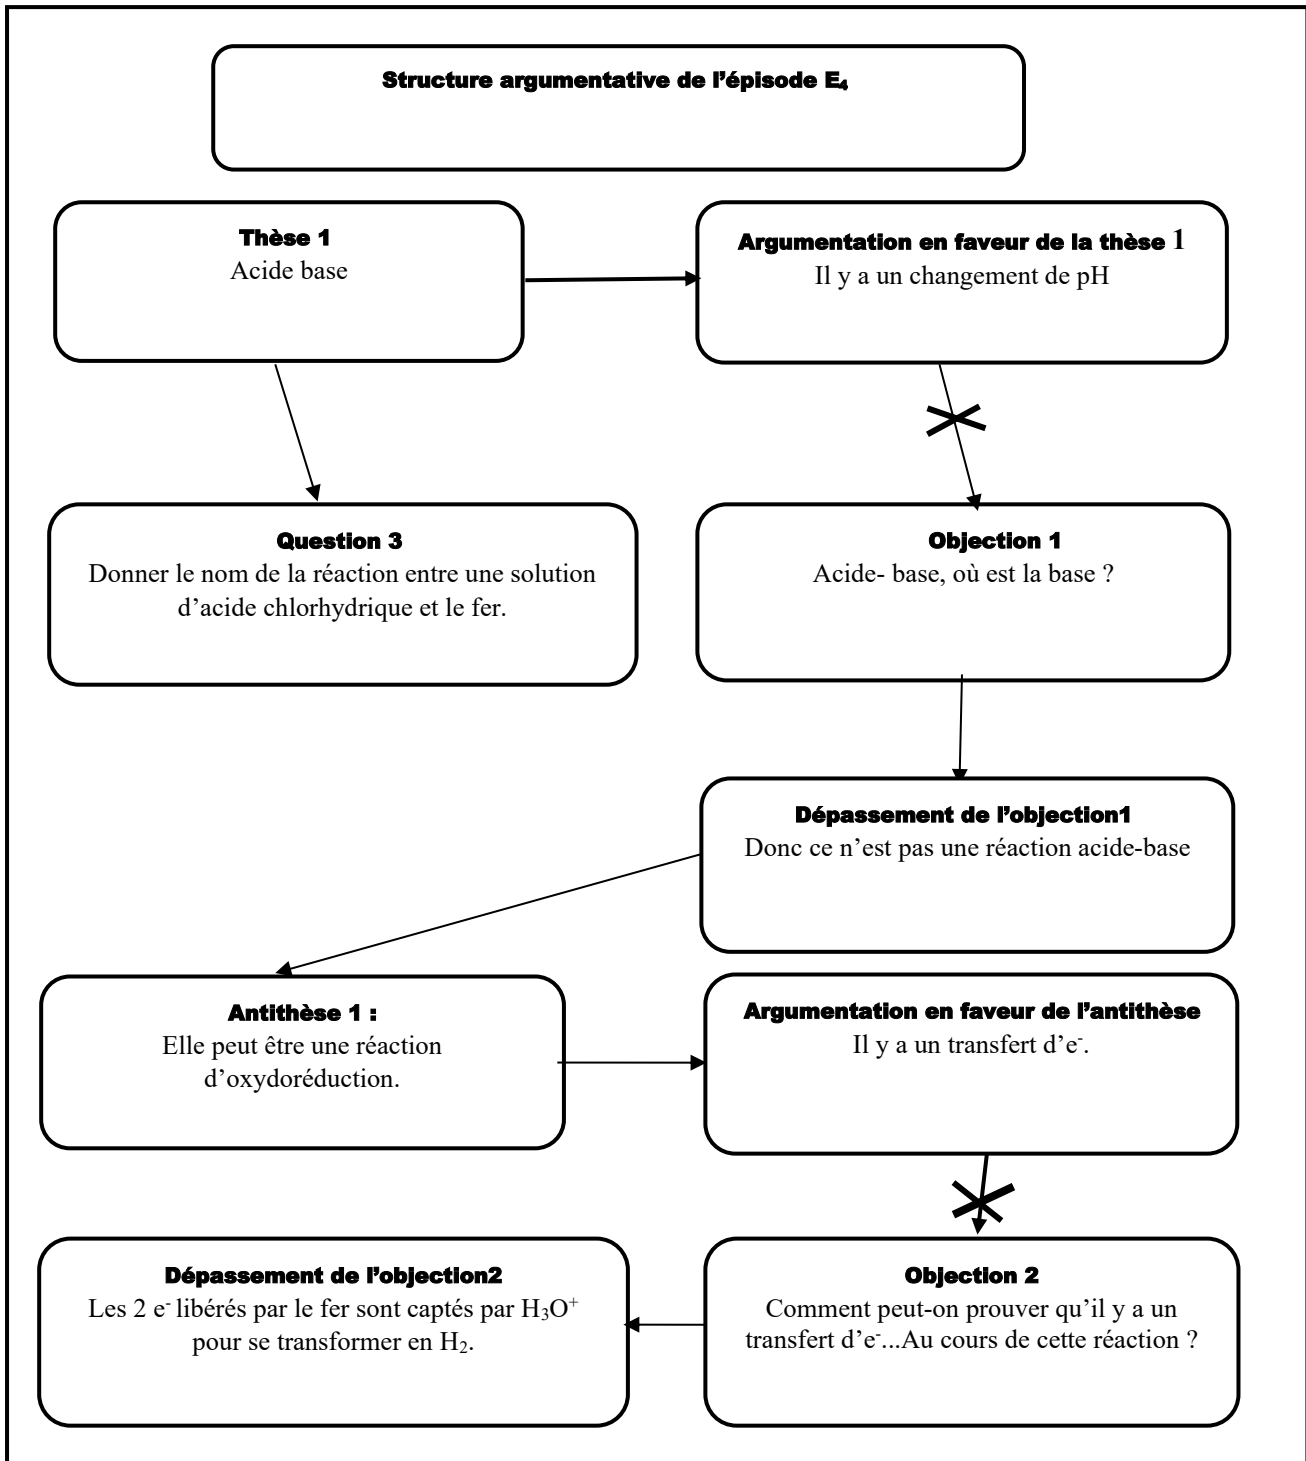 Structure argumentative de l’épisode E₄
Thèse 1
Acide base
Argumentation en faveur de la thèse 1
Il y a un changement de pH
Question 3
Donner le nom de la réaction entre une solution
d’acide chlorhydrique et le fer.
Objection 1
Acide- base, où est la base ?
Dépassement de l’objection1
Donc ce n’est pas une réaction acide-base
Antithèse 1 :
Elle peut être une réaction
d’oxydoréduction.
Argumentation en faveur de l’antithèse
Il y a un transfert d’e⁻.
Dépassement de l’objection2
Les 2 e⁻ libérés par le fer sont captés par H₃O⁺
pour se transformer en H₂.
Objection 2
Comment peut-on prouver qu’il y a un
transfert d’e⁻...Au cours de cette réaction ?